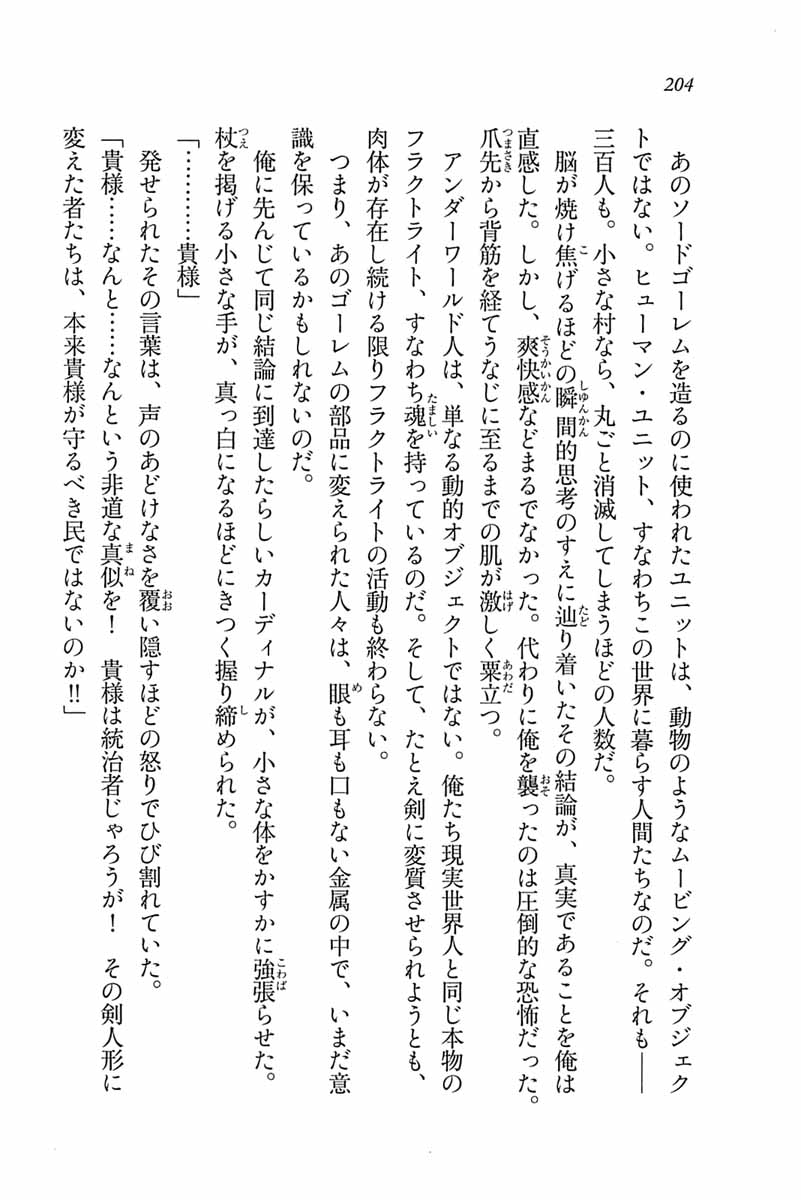 204
あのソードゴーレムを造るのに使われたユニットは、動物のようなムービング・オブジェク
トではない。ヒューマン・ユニット、すなわちこの世界に暮らす人間たちなのだ。それも――
三百人も。小さな村なら、丸ごと消滅してしまうほどの人数だ。
脳が焼け焦げるほどの瞬間的思考のすえに辿り着いたその結論が、真実であることを俺は
直感した。しかし、爽快感などまるでなかった。代わりに俺を襲ったのは圧倒的な恐怖だった。
爪先から背筋を経てうなじに至るまでの肌が激しく粟立つ。
アンダーワールド人は、単なる動的オブジェクトではない。俺たち現実世界人と同じ本物の
フラクトライト、すなわち魂を持っているのだ。そして、たとえ剣に変質させられようとも、
肉体が存在し続ける限りフラクトライトの活動も終わらない。
つまり、あのゴーレムの部品に変えられた人々は、眼も耳も口もない金属の中で、いまだ意
識を保っているかもしれないのだ。
俺に先んじて同じ結論に到達したらしいカーディナルが、小さな体をかすかに強張らせた。
杖を掲げる小さな手が、真っ白になるほどにきつく握り締められた。
「…………貴様」
発せられたその言葉は、声のあどけなさを覆い隠すほどの怒りでひび割れていた。
「貴様……なんと……なんという非道な真似を！　貴様は統治者じゃろうが！　その剣人形に
変えた者たちは、本来貴様が守るべき民ではないのか!!」